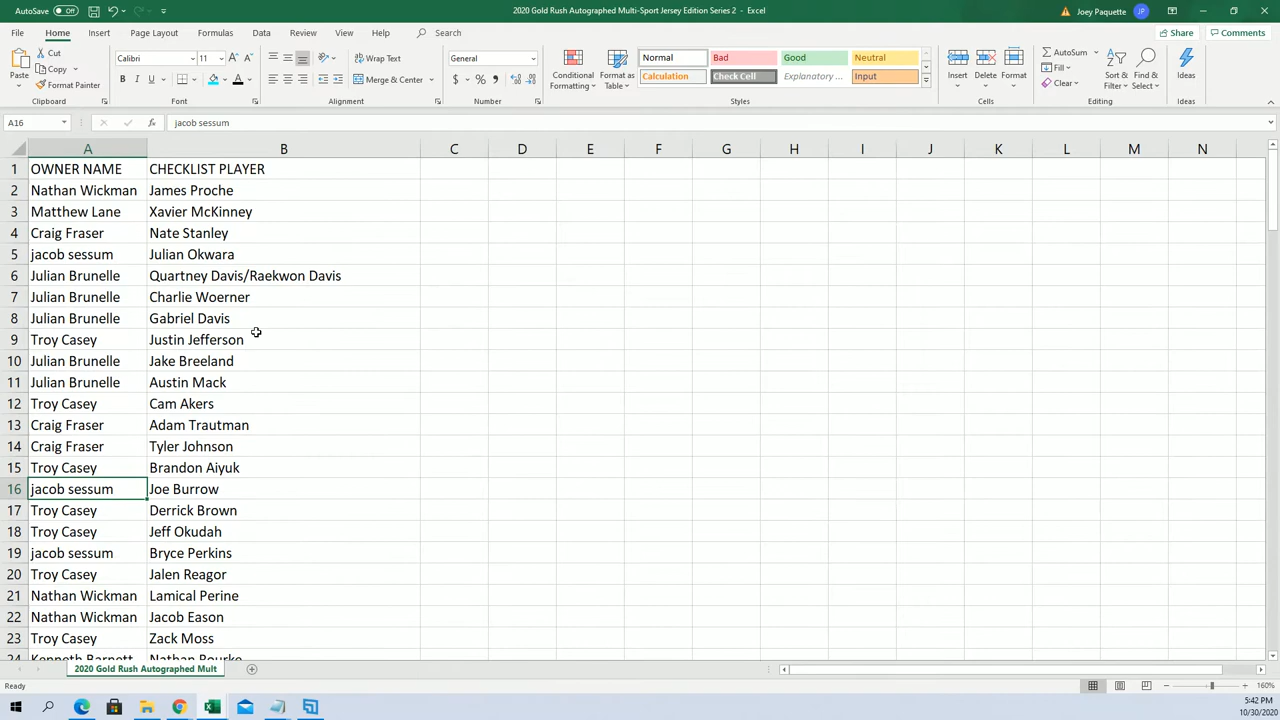 AutoSave Off 2020 Gold Rush Autographed Multi-Sport Jersey Edition Series 2 - Excel Joey Paquette JP
File Home Insert Page Layout Formulas Data Review View Help Search Share Comments
Paste Cut Copy Format Painter Clipboard
Calibri 11 B I U A Font
Wrap Text Merge & Center Alignment
General $ % Number
Conditional Formatting Format as Table Normal Bad Good Neutral Calculation Check Cell Explanatory ... Input Styles
Insert Delete Format Cells
AutoSum Fill Clear Sort & Filter Find & Select Editing
Ideas Ideas
A16 fx jacob sessum
A B C D E F G H I J K L M N
1 OWNER NAME CHECKLIST PLAYER
2 Nathan Wickman James Proche
3 Matthew Lane Xavier McKinney
4 Craig Fraser Nate Stanley
5 jacob sessum Julian Okwara
6 Julian Brunelle Quartney Davis/Raekwon Davis
7 Julian Brunelle Charlie Woerner
8 Julian Brunelle Gabriel Davis
9 Troy Casey Justin Jefferson
10 Julian Brunelle Jake Breeland
11 Julian Brunelle Austin Mack
12 Troy Casey Cam Akers
13 Craig Fraser Adam Trautman
14 Craig Fraser Tyler Johnson
15 Troy Casey Brandon Aiyuk
16 jacob sessum Joe Burrow
17 Troy Casey Derrick Brown
18 Troy Casey Jeff Okudah
19 jacob sessum Bryce Perkins
20 Troy Casey Jalen Reagor
21 Nathan Wickman Lamical Perine
22 Nathan Wickman Jacob Eason
23 Troy Casey Zack Moss
24 Kenneth Barnett Nathan Rourke
2020 Gold Rush Autographed Mult
Ready 160%
5:42 PM
10/30/2020